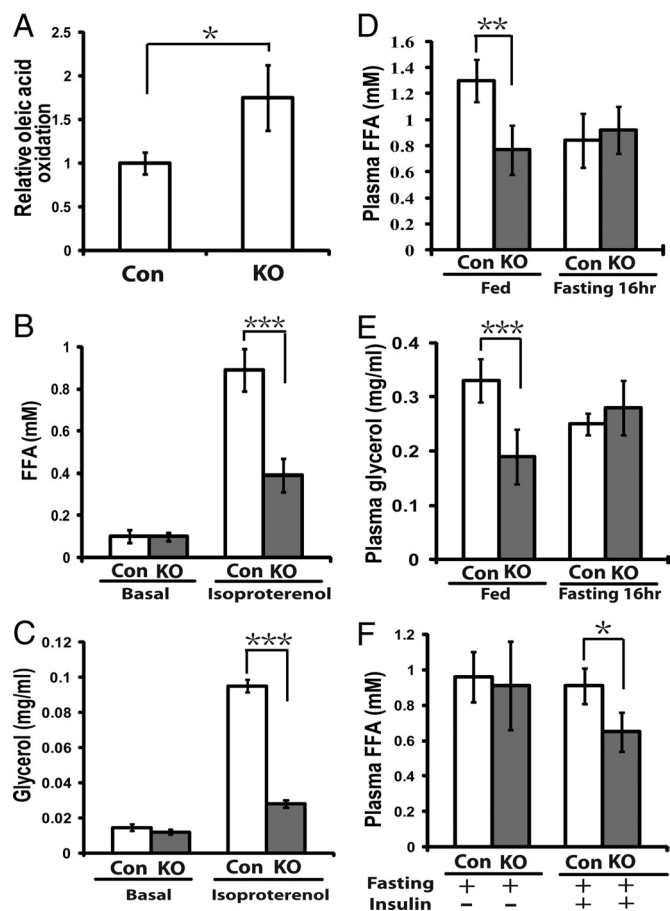 A
*
Relative oleic acid
oxidation
2.5
2
1.5
1
0.5
0
Con KO
B
***
FFA (mM)
1
0.8
0.6
0.4
0.2
0
Con KO Con KO
Basal Isoproterenol
C
***
Glycerol (mg/ml)
0.12
0.1
0.08
0.06
0.04
0.02
0
Con KO Con KO
Basal Isoproterenol
D
**
Plasma FFA (mM)
1.6
1.4
1.2
1
0.8
0.6
0.4
0.2
0
Con KO Con KO
Fed Fasting 16hr
E
***
Plasma glycerol (mg/ml)
0.4
0.3
0.2
0.1
0
Con KO Con KO
Fed Fasting 16hr
F
*
Plasma FFA (mM)
1.2
1
0.8
0.6
0.4
0.2
0
Con KO Con KO
Fasting + + + +
Insulin − − + +